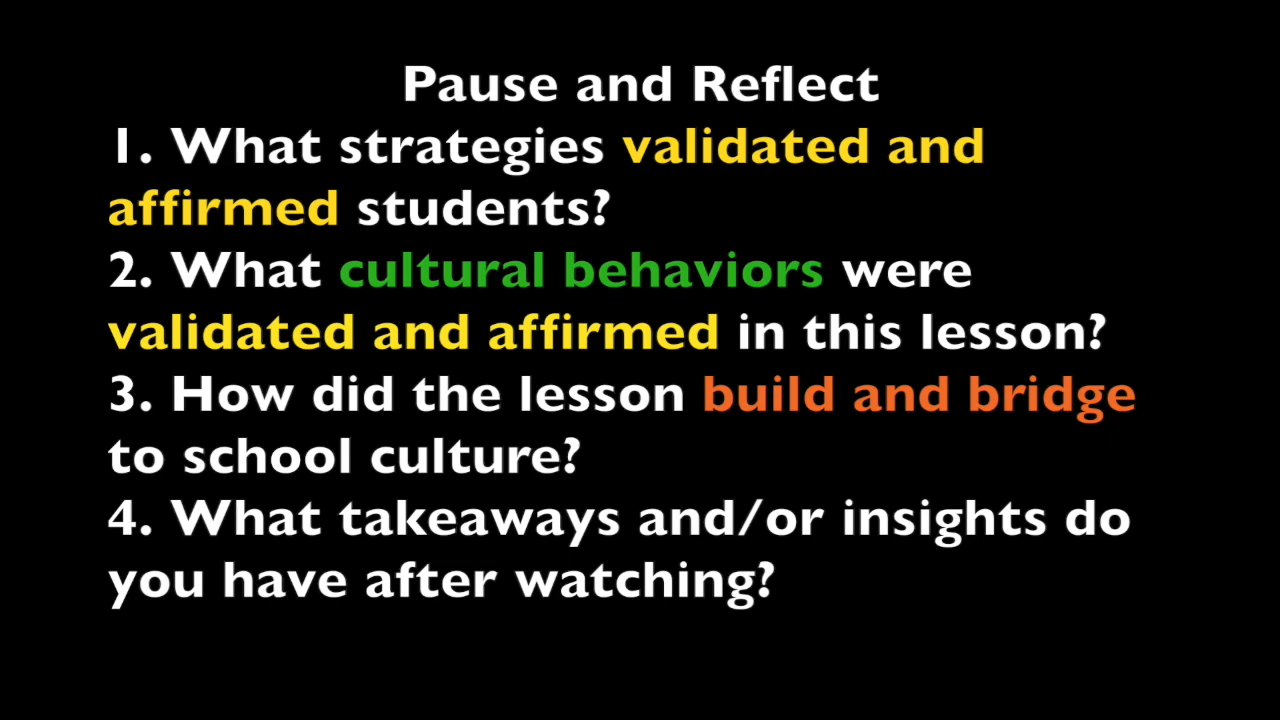 Pause and Reflect
1. What strategies validated and
affirmed students?
2. What cultural behaviors were
validated and affirmed in this lesson?
3. How did the lesson build and bridge
to school culture?
4. What takeaways and/or insights do
you have after watching?